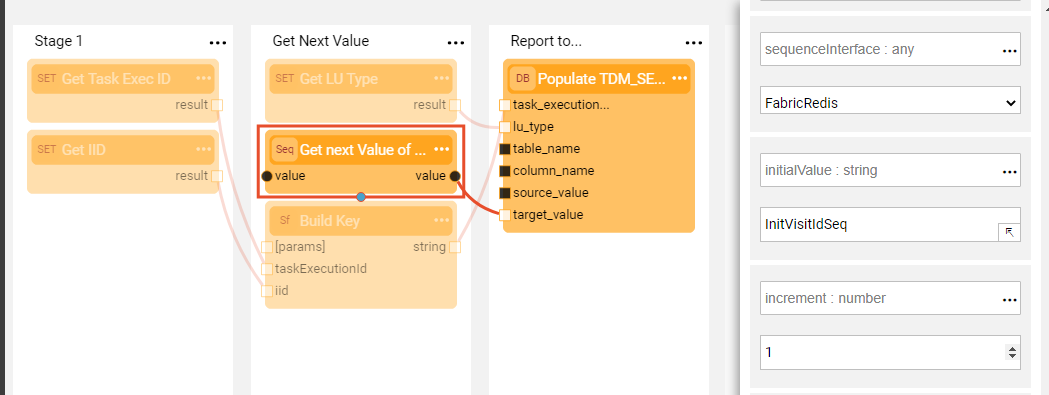 Stage 1
SET Get Task Exec ID
result
SET Get IID
result
Get Next Value
SET Get LU Type
result
Seq Get next Value of ...
value value
Sf Build Key
[params] string
taskExecutionId
iid
Report to...
DB Populate TDM_SE...
task_execution...
lu_type
table_name
column_name
source_value
target_value
sequenceInterface : any
FabricRedis
initialValue : string
InitVisitIdSeq
increment : number
1